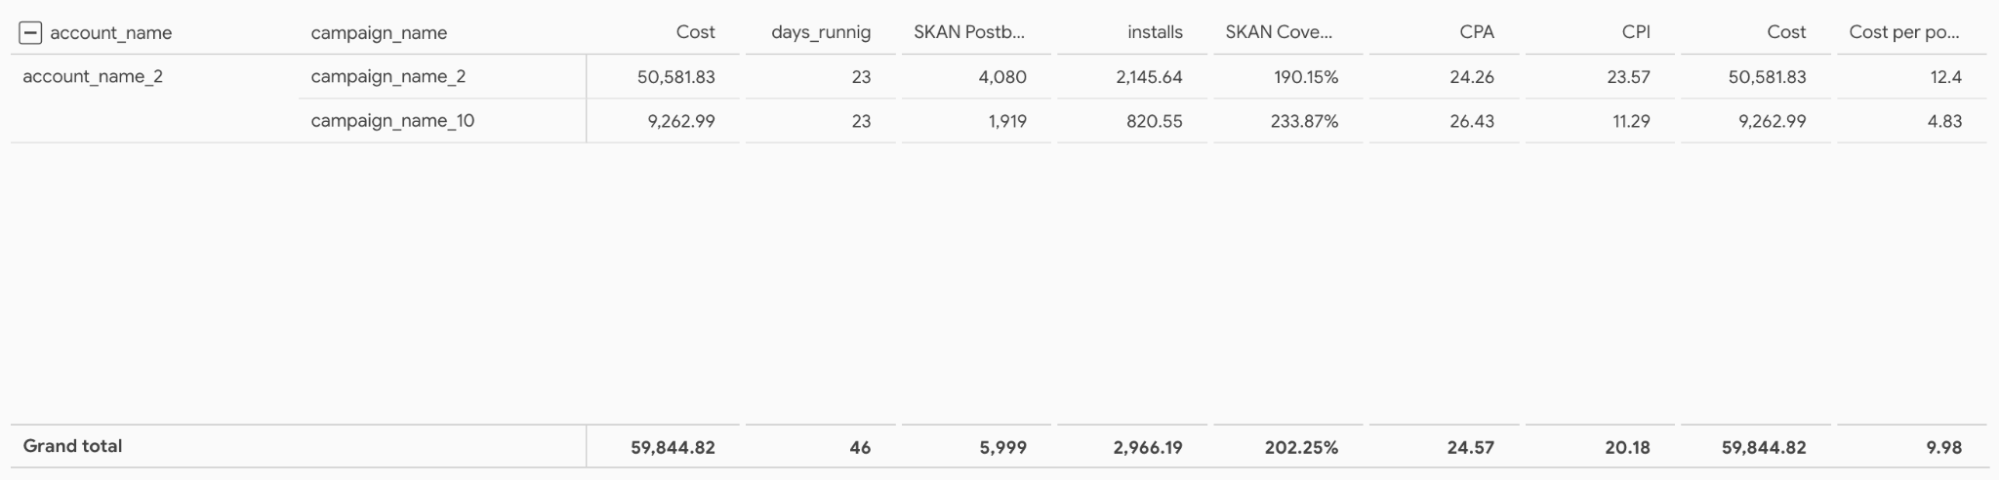 account_name campaign_name Cost days_runnig SKAN Postb... installs SKAN Cove... CPA CPI Cost Cost per po...
account_name_2 campaign_name_2 50,581.83 23 4,080 2,145.64 190.15% 24.26 23.57 50,581.83 12.4
campaign_name_10 9,262.99 23 1,919 820.55 233.87% 26.43 11.29 9,262.99 4.83
Grand total 59,844.82 46 5,999 2,966.19 202.25% 24.57 20.18 59,844.82 9.98